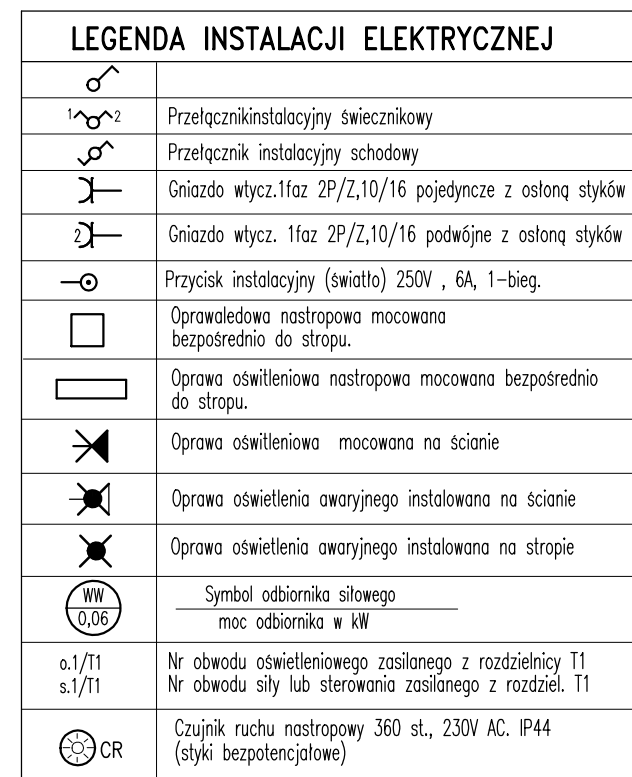 LEGENDA INSTALACJI ELEKTRYCZNEJ
1 2 Przełącznikinstalacyjny świecznikowy
Przełącznik instalacyjny schodowy
Gniazdo wtycz.1faz 2P/Z,10/16 pojedyncze z osłoną styków
2 Gniazdo wtycz. 1faz 2P/Z,10/16 podwójne z osłoną styków
Przycisk instalacyjny (światło) 250V , 6A, 1-bieg.
Oprawaledowa nastropowa mocowana
bezpośrednio do stropu.
Oprawa oświtleniowa nastropowa mocowana bezpośrednio
do stropu.
Oprawa oświtleniowa mocowana na ścianie
Oprawa oświetlenia awaryjnego instalowana na ścianie
Oprawa oświetlenia awaryjnego instalowana na stropie
WW Symbol odbiornika siłowego
0,06 moc odbiornika w kW
o.1/T1 Nr obwodu oświetleniowego zasilanego z rozdzielnicy T1
s.1/T1 Nr obwodu siły lub sterowania zasilanego z rozdziel. T1
CR Czujnik ruchu nastropowy 360 st., 230V AC. IP44
(styki bezpotencjałowe)